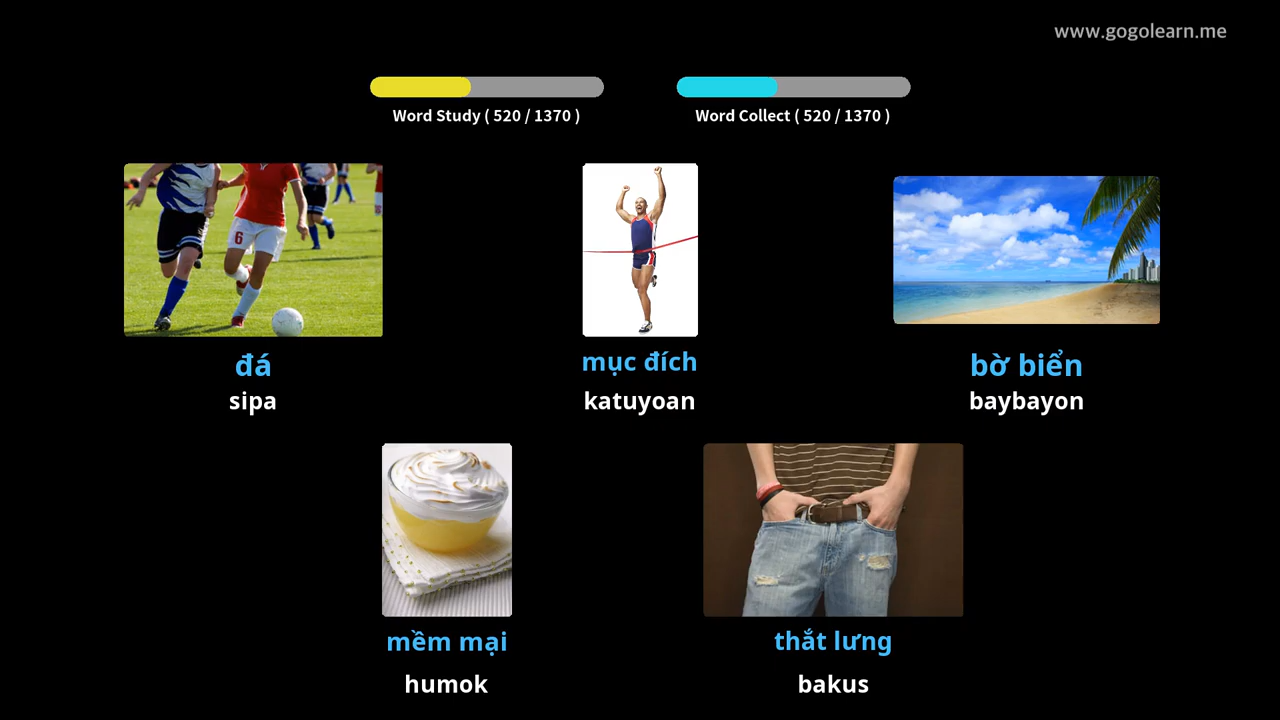 www.gogolearn.me
Word Study ( 520 / 1370 )
Word Collect ( 520 / 1370 )
6
đá
sipa
mục đích
katuyoan
bờ biển
baybayon
mềm mại
humok
thắt lưng
bakus